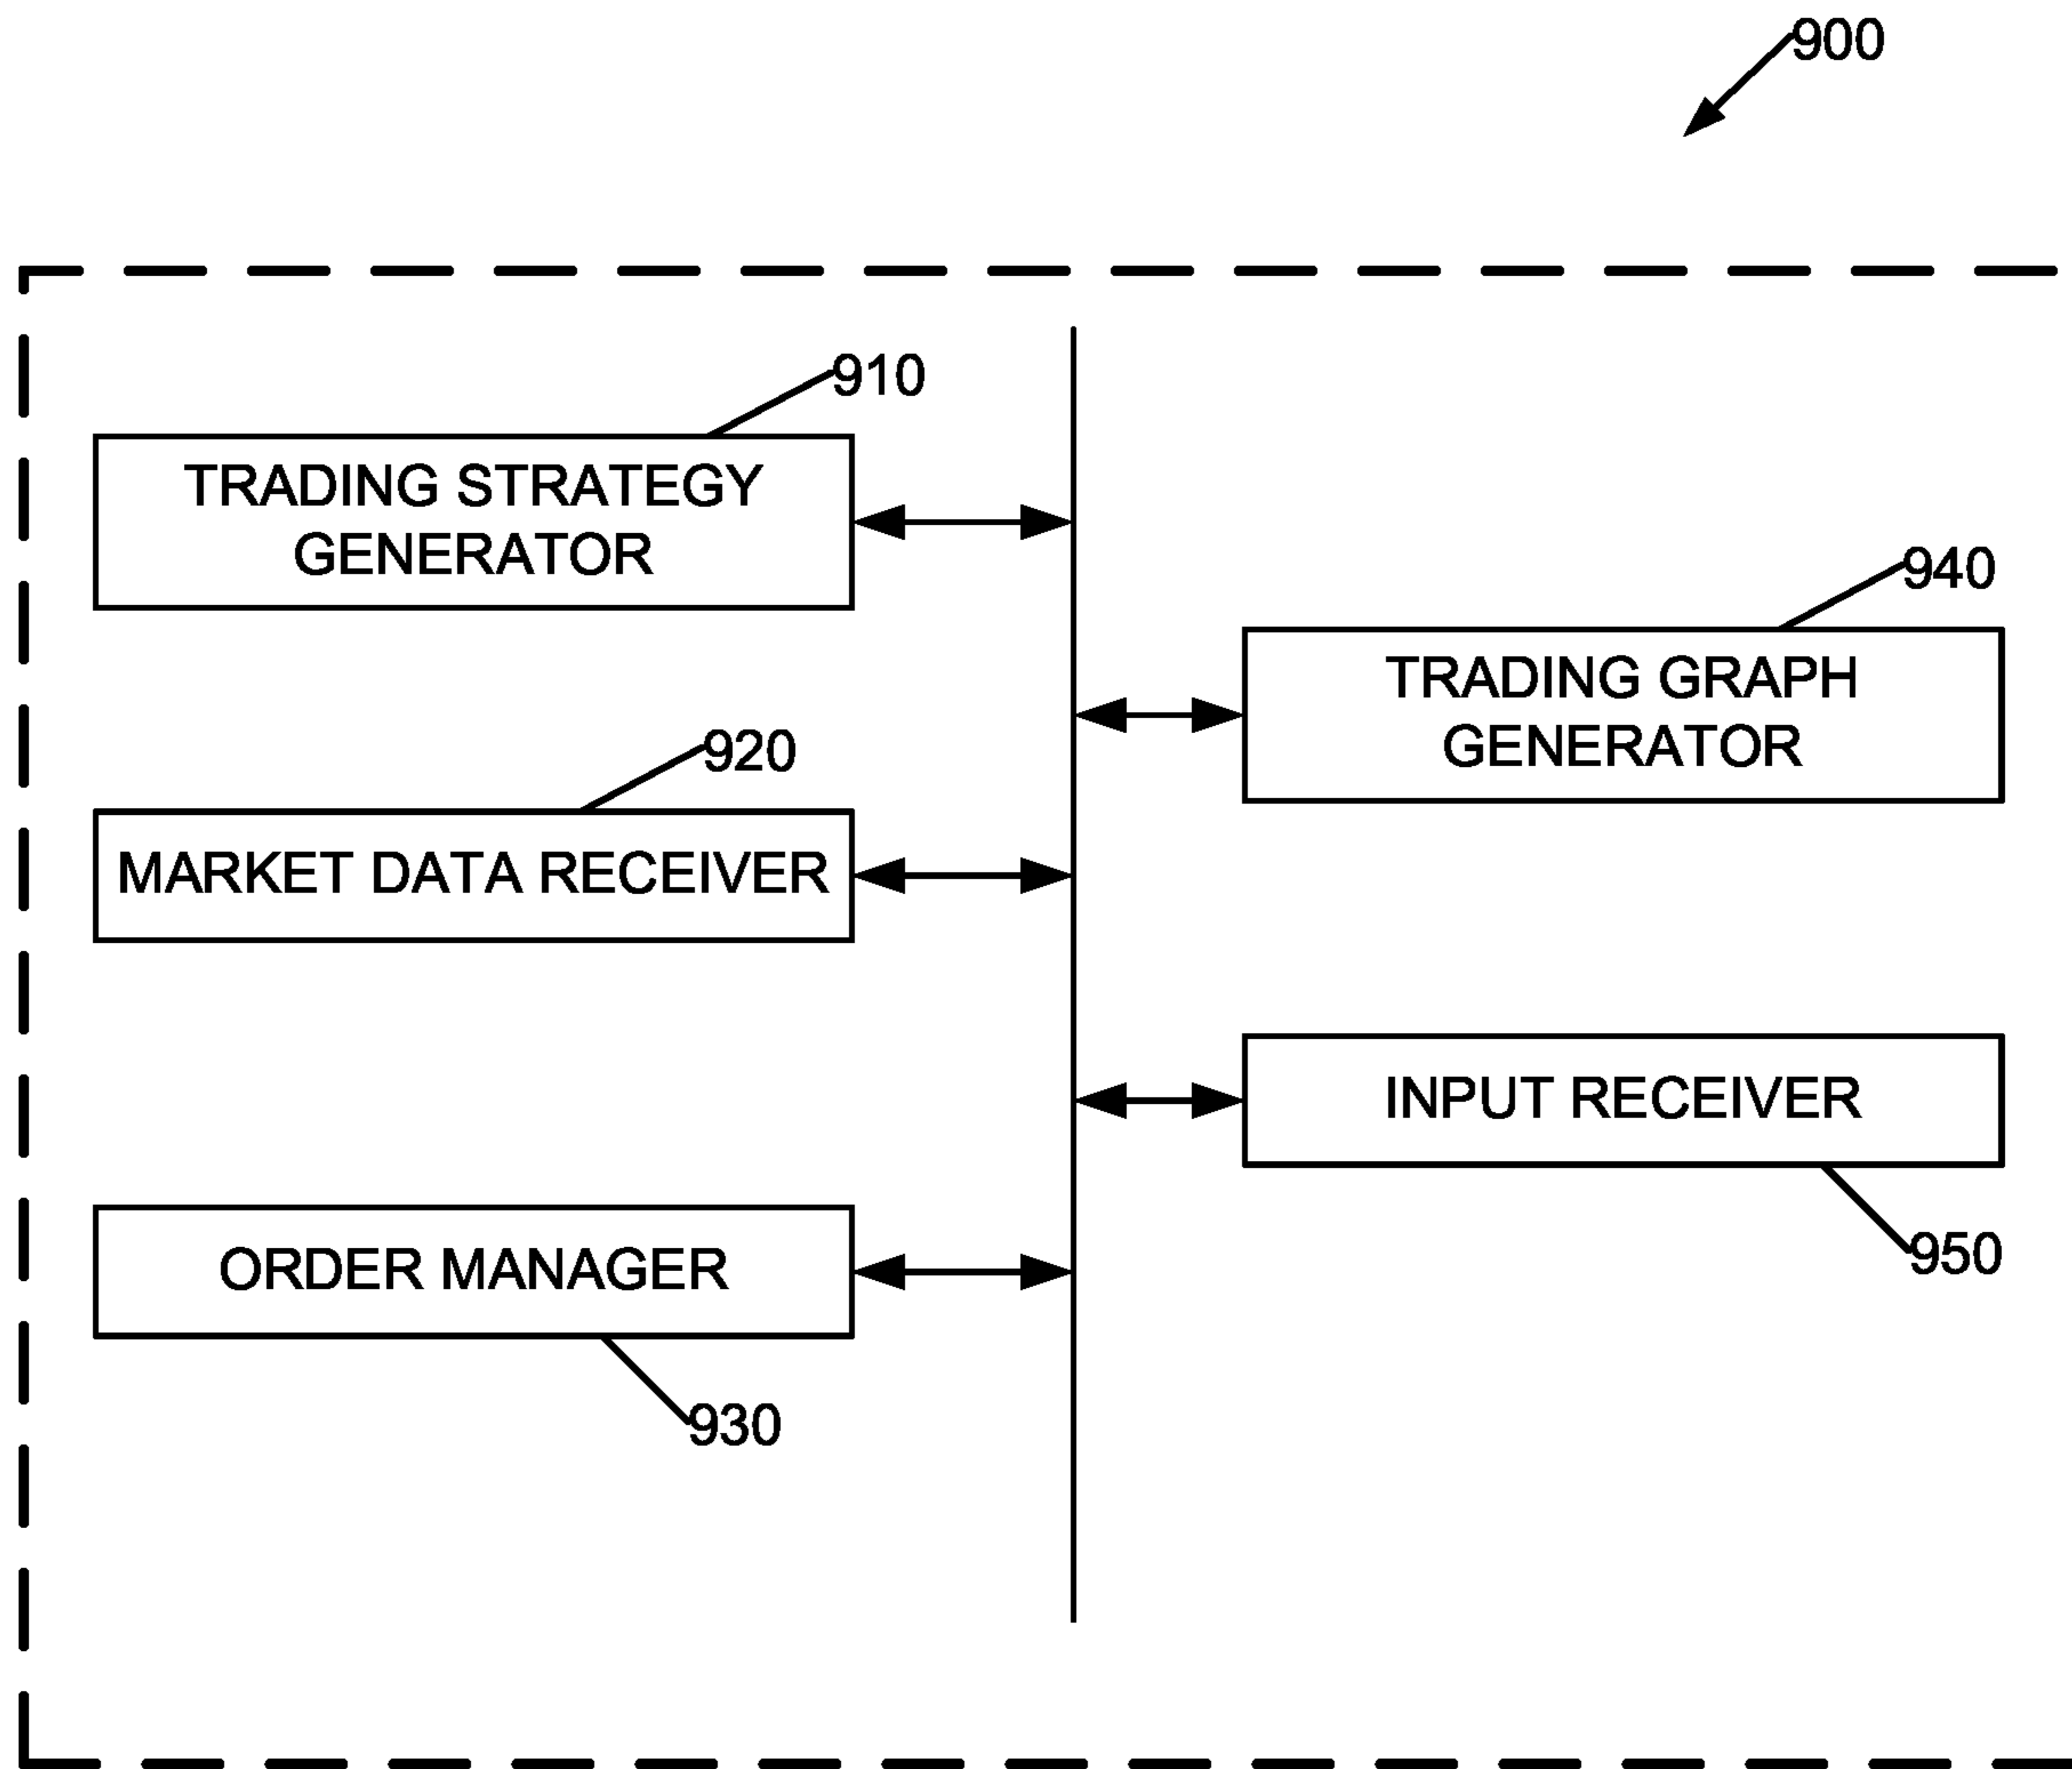 900
910
TRADING STRATEGY
GENERATOR
940
TRADING GRAPH
GENERATOR
920
MARKET DATA RECEIVER
INPUT RECEIVER
950
ORDER MANAGER
930